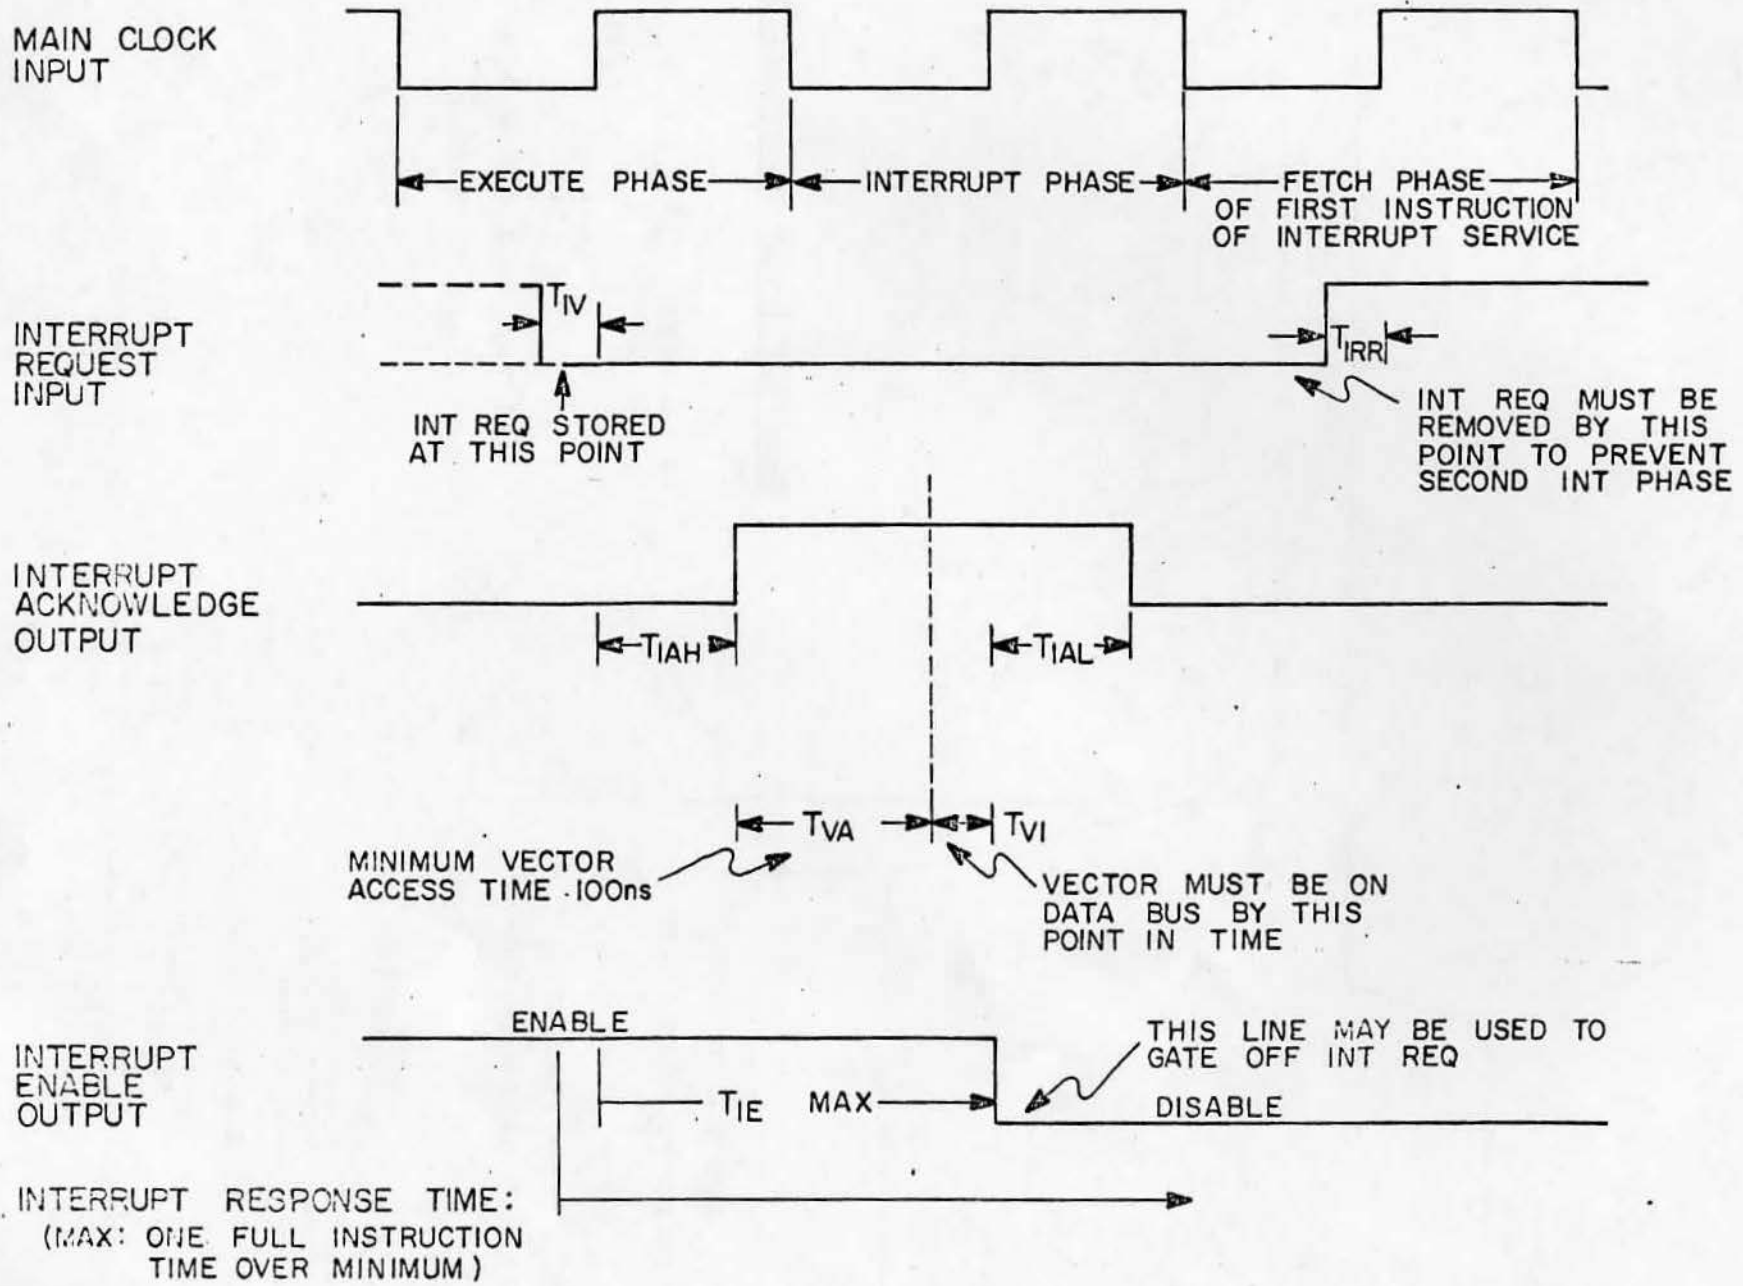 MAIN CLOCK
INPUT
EXECUTE PHASE
INTERRUPT PHASE
FETCH PHASE
OF FIRST INSTRUCTION
OF INTERRUPT SERVICE
INTERRUPT
REQUEST
INPUT
TIV
TIRR
INT REQ STORED
AT THIS POINT
INT REQ MUST BE
REMOVED BY THIS
POINT TO PREVENT
SECOND INT PHASE
INTERRUPT
ACKNOWLEDGE
OUTPUT
TIAH
TIAL
TVA
TVI
MINIMUM VECTOR
ACCESS TIME 100ns
VECTOR MUST BE ON
DATA BUS BY THIS
POINT IN TIME
INTERRUPT
ENABLE
OUTPUT
ENABLE
TIE MAX
THIS LINE MAY BE USED TO
GATE OFF INT REQ
DISABLE
INTERRUPT RESPONSE TIME:
(MAX: ONE FULL INSTRUCTION
TIME OVER MINIMUM)